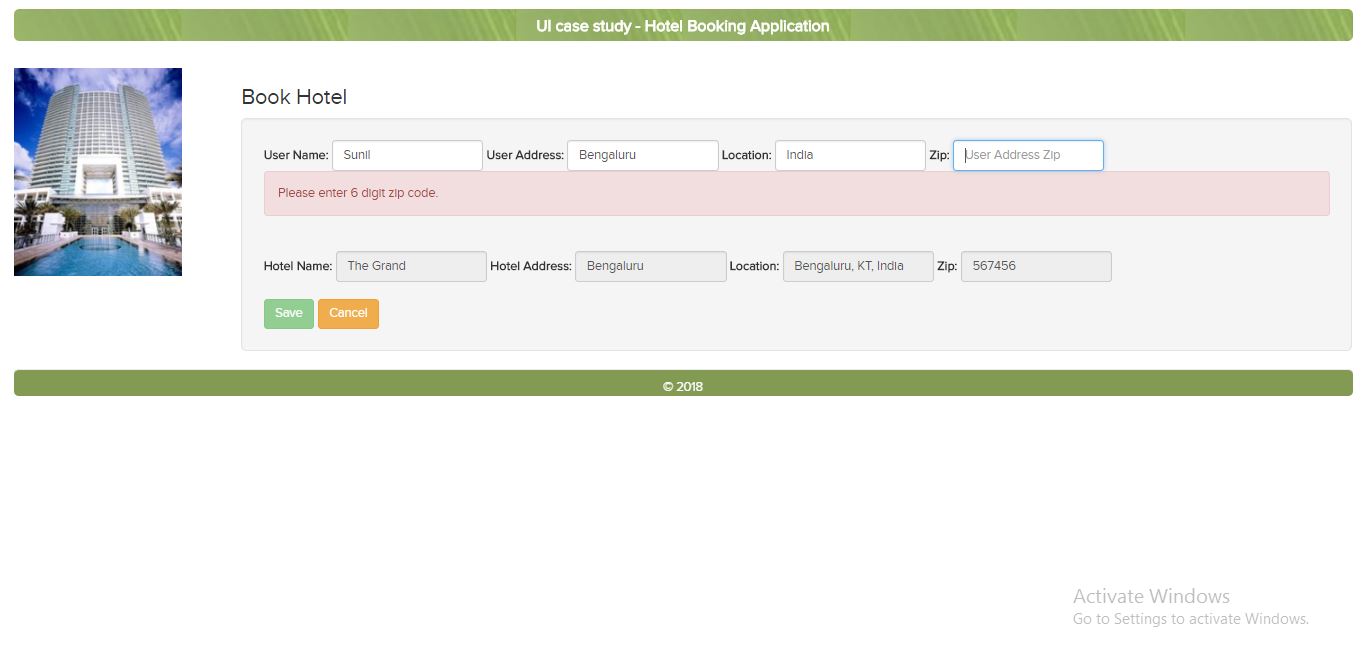 UI case study - Hotel Booking Application
Book Hotel
User Name: Sunil User Address: Bengaluru Location: India Zip: User Address Zip
Please enter 6 digit zip code.
Hotel Name: The Grand Hotel Address: Bengaluru Location: Bengaluru, KT, India Zip: 567456
Save Cancel
© 2018
Activate Windows
Go to Settings to activate Windows.